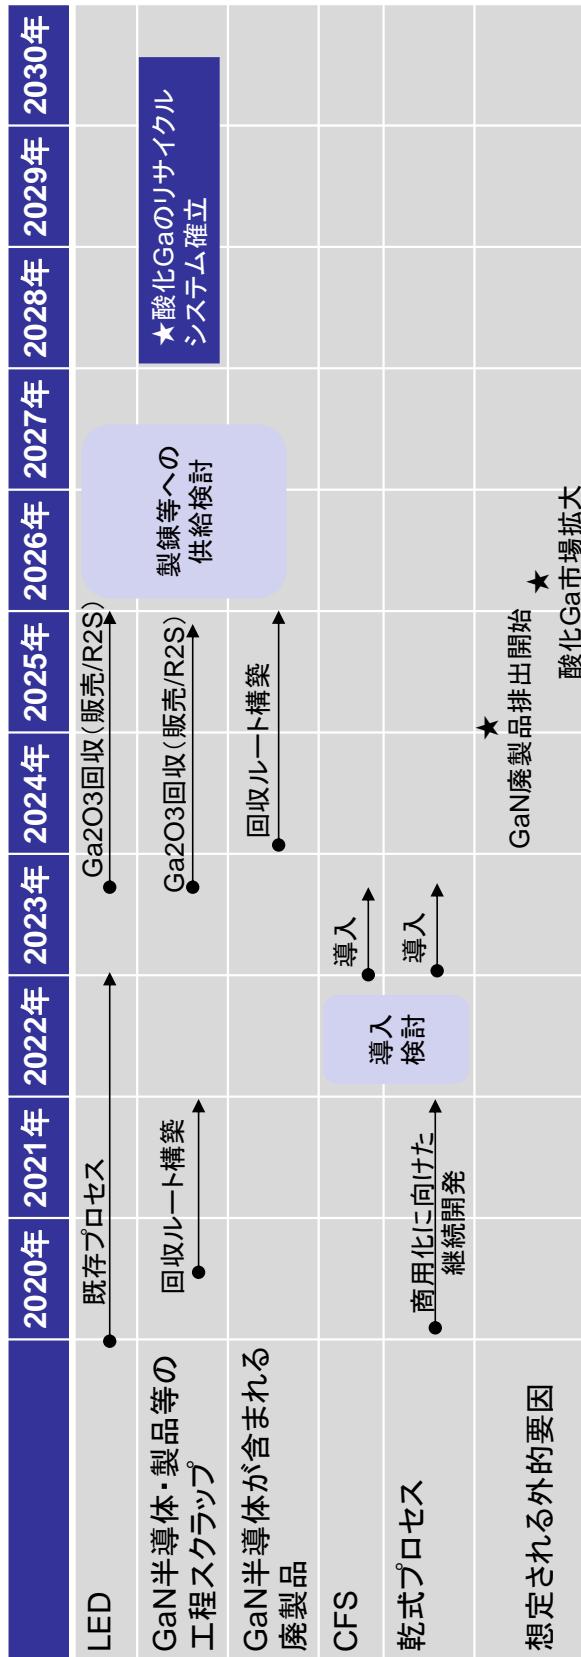 2020年
2021年
2022年
2023年
2024年
2025年
2026年
2027年
2028年
2029年
2030年
LED
既存プロセス
Ga2O3回収(販売/R2S)
GaN半導体・製品等の
工程スクラップ
回収ルート構築
Ga2O3回収(販売/R2S)
製錬等への
供給検討
★酸化Gaのリサイクル
システム確立
GaN半導体が含まれる
廃製品
回収ルート構築
CFS
導入
検討
導入
乾式プロセス
商用化に向けた
継続開発
導入
想定される外的要因
★
GaN廃製品排出開始
★
酸化Ga市場拡大